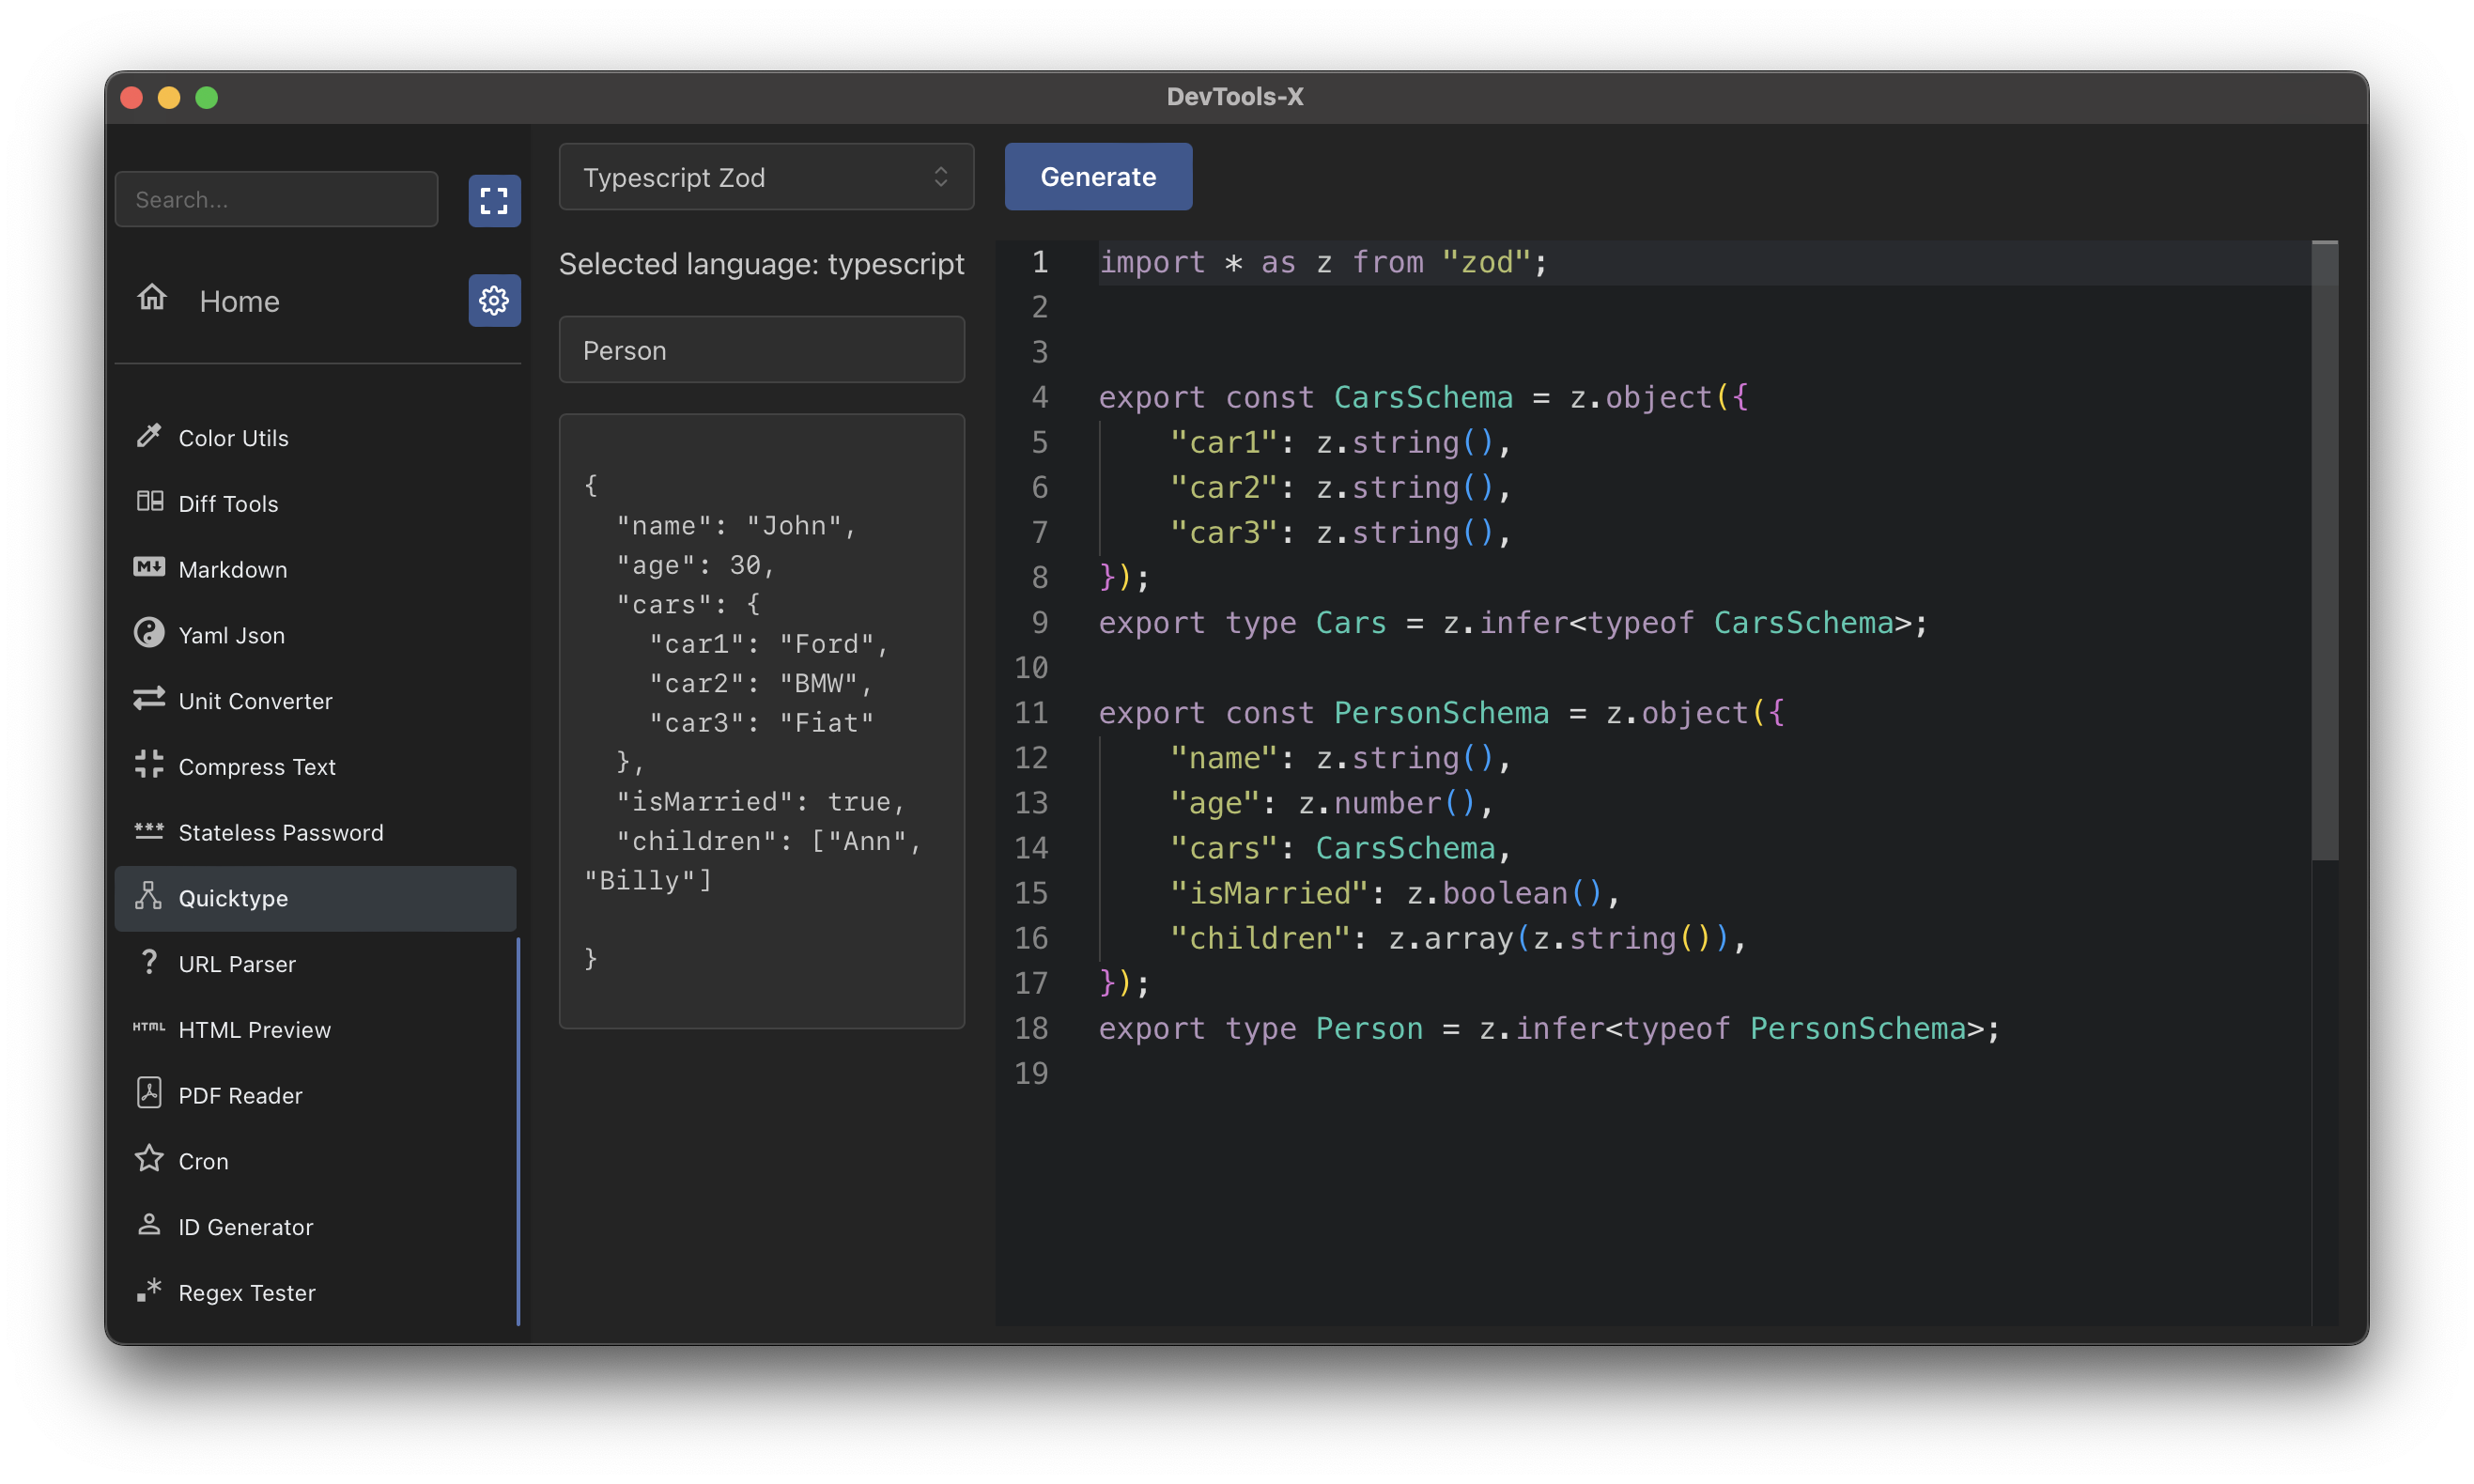 DevTools-X
Search...
Home
Color Utils
Diff Tools
Markdown
Yaml Json
Unit Converter
Compress Text
Stateless Password
Quicktype
URL Parser
HTML
HTML Preview
PDF Reader
Cron
ID Generator
Regex Tester
Typescript Zod
Generate
Selected language: typescript
Person
{
  "name": "John",
  "age": 30,
  "cars": {
    "car1": "Ford",
    "car2": "BMW",
    "car3": "Fiat"
  },
  "isMarried": true,
  "children": ["Ann",
"Billy"]
}
1 import * as z from "zod";
2
3
4 export const CarsSchema = z.object({
5     "car1": z.string(),
6     "car2": z.string(),
7     "car3": z.string(),
8 });
9 export type Cars = z.infer<typeof CarsSchema>;
10
11 export const PersonSchema = z.object({
12     "name": z.string(),
13     "age": z.number(),
14     "cars": CarsSchema,
15     "isMarried": z.boolean(),
16     "children": z.array(z.string()),
17 });
18 export type Person = z.infer<typeof PersonSchema>;
19